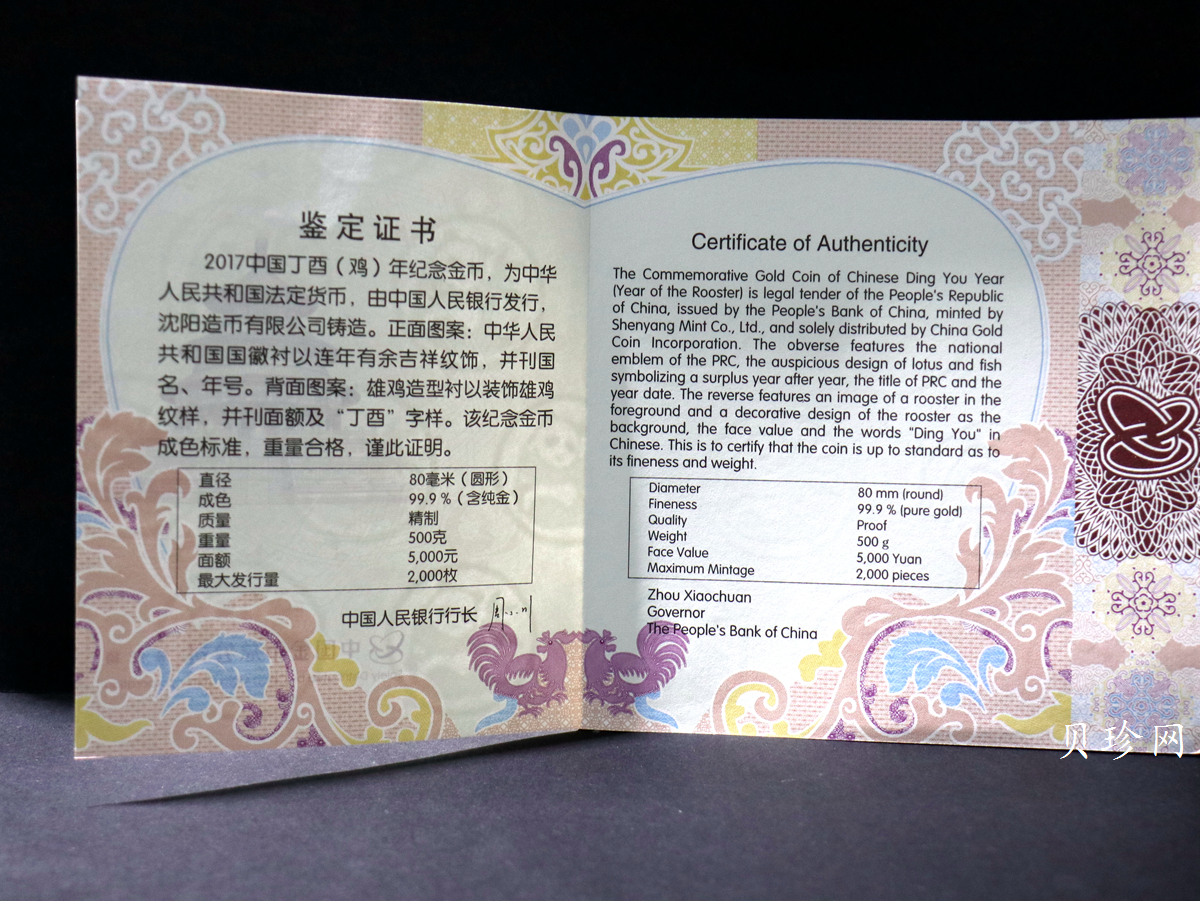 鉴定证书
2017中国丁酉（鸡）年纪念金币，为中华
人民共和国法定货币，由中国人民银行发行，
沈阳造币有限公司铸造。正面图案：中华人民
共和国国徽衬以连年有余吉祥纹饰，并刊国
名、年号。背面图案：雄鸡造型衬以装饰雄鸡
纹样，并刊面额及“丁酉”字样。该纪念金币
成色标准，重量合格，谨此证明。
直径 80毫米（圆形）
成色 99.9％（含纯金）
质量 精制
重量 500克
面额 5,000元
最大发行量 2,000枚
中国人民银行行长
Certificate of Authenticity
The Commemorative Gold Coin of Chinese Ding You Year
(Year of the Rooster) is legal tender of the People's Republic
of China, issued by the People's Bank of China, minted by
Shenyang Mint Co., Ltd., and solely distributed by China Gold
Coin Incorporation. The obverse features the national
emblem of the PRC, the auspicious design of lotus and fish
symbolizing a surplus year after year, the title of PRC and the
year date. The reverse features an image of a rooster in the
foreground and a decorative design of the rooster as the
background, the face value and the words "Ding You" in
Chinese. This is to certify that the coin is up to standard as to
its fineness and weight.
Diameter 80 mm (round)
Fineness 99.9 % (pure gold)
Quality Proof
Weight 500 g
Face Value 5,000 Yuan
Maximum Mintage 2,000 pieces
Zhou Xiaochuan
Governor
The People's Bank of China
贝珍网